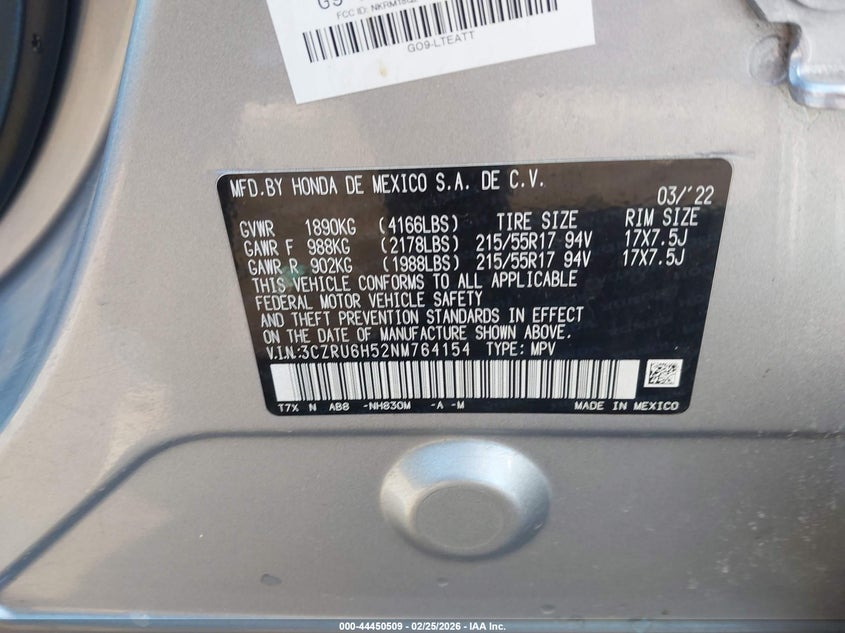 FCC ID: NKRM18
GO9-LTEATT
MFD.BY HONDA DE MEXICO S.A. DE C.V.
03/'22
GVWR 1890KG (4166LBS) TIRE SIZE RIM SIZE
GAWR F 988KG (2178LBS) 215/55R17 94V 17X7.5J
GAWR R 902KG (1988LBS) 215/55R17 94V 17X7.5J
THIS VEHICLE CONFORMS TO ALL APPLICABLE
FEDERAL MOTOR VEHICLE SAFETY
AND THEFT PREVENTION STANDARDS IN EFFECT
ON THE DATE OF MANUFACTURE SHOWN ABOVE.
V.I.N:3CZRU6H52NM764154 TYPE: MPV
T7X N AB8 -NH830M -A -M MADE IN MEXICO
000-44450509 - 02/25/2026 - IAA Inc.